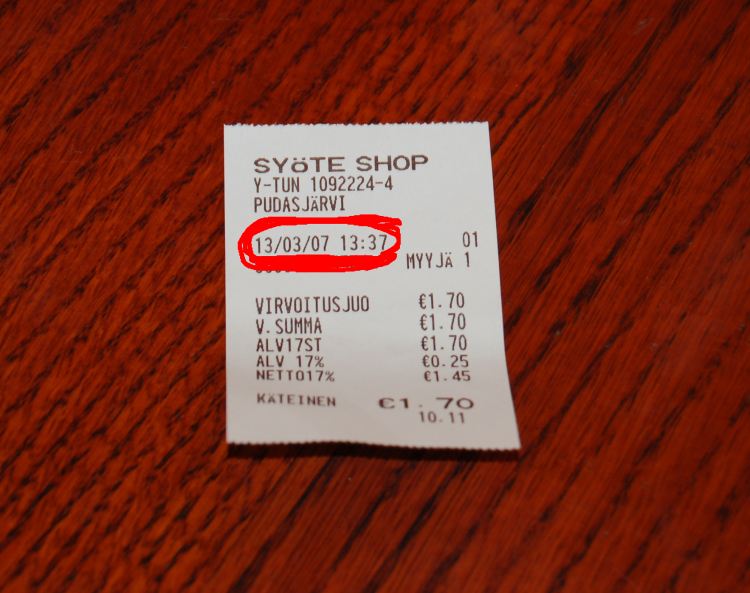 SYöTE SHOP
Y-TUN 1092224-4
PUDASJäRVI
13/03/07 13:37 01
MYYJä 1
VIRVOITUSJUO €1.70
V.SUMMA €1.70
ALV17ST €1.70
ALV 17% €0.25
NETTO17% €1.45
KäTEINEN €1.70
10.11